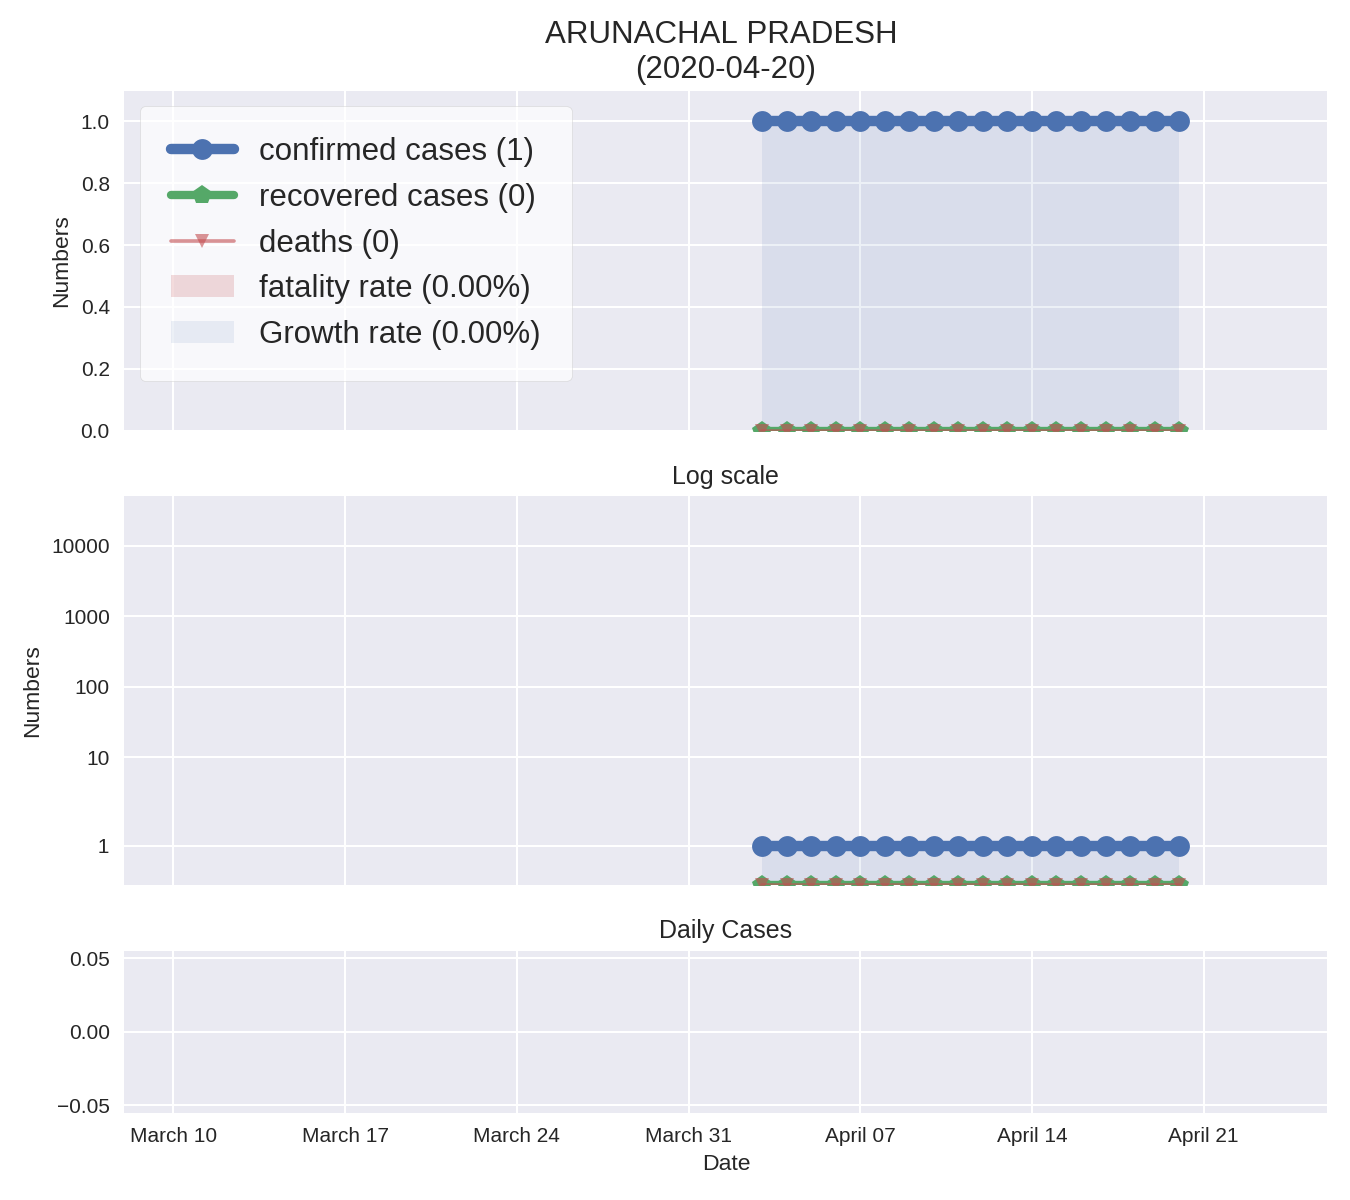 ARUNACHAL PRADESH
(2020-04-20)
1.0
0.8
0.6
0.4
0.2
0.0
Numbers
confirmed cases (1)
recovered cases (0)
deaths (0)
fatality rate (0.00%)
Growth rate (0.00%)
Log scale
10000
1000
100
10
1
Numbers
Daily Cases
0.05
0.00
−0.05
March 10 March 17 March 24 March 31 April 07 April 14 April 21
Date